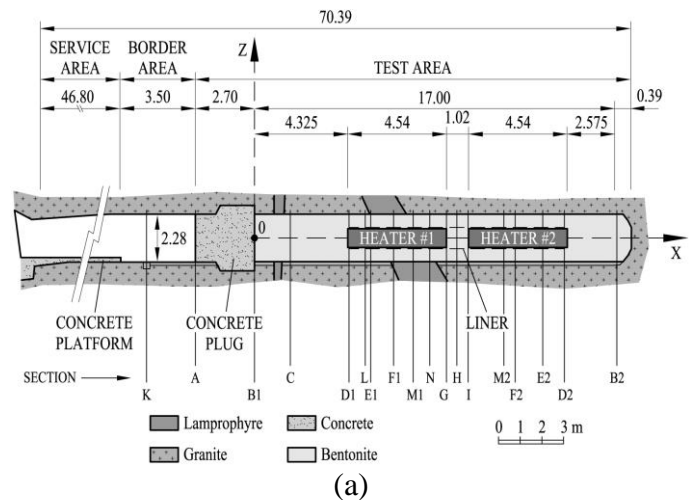 70.39
SERVICE AREA
BORDER AREA
Z
TEST AREA
46.80
3.50
2.70
17.00
0.39
4.325
4.54
1.02
4.54
2.575
2.28
0
HEATER #1
HEATER #2
X
CONCRETE PLATFORM
CONCRETE PLUG
LINER
SECTION
K
A
B1
C
D1
L
E1
F1
M1
N
G
H
I
M2
F2
E2
D2
B2
Lamprophyre
Concrete
Granite
Bentonite
0 1 2 3 m
(a)